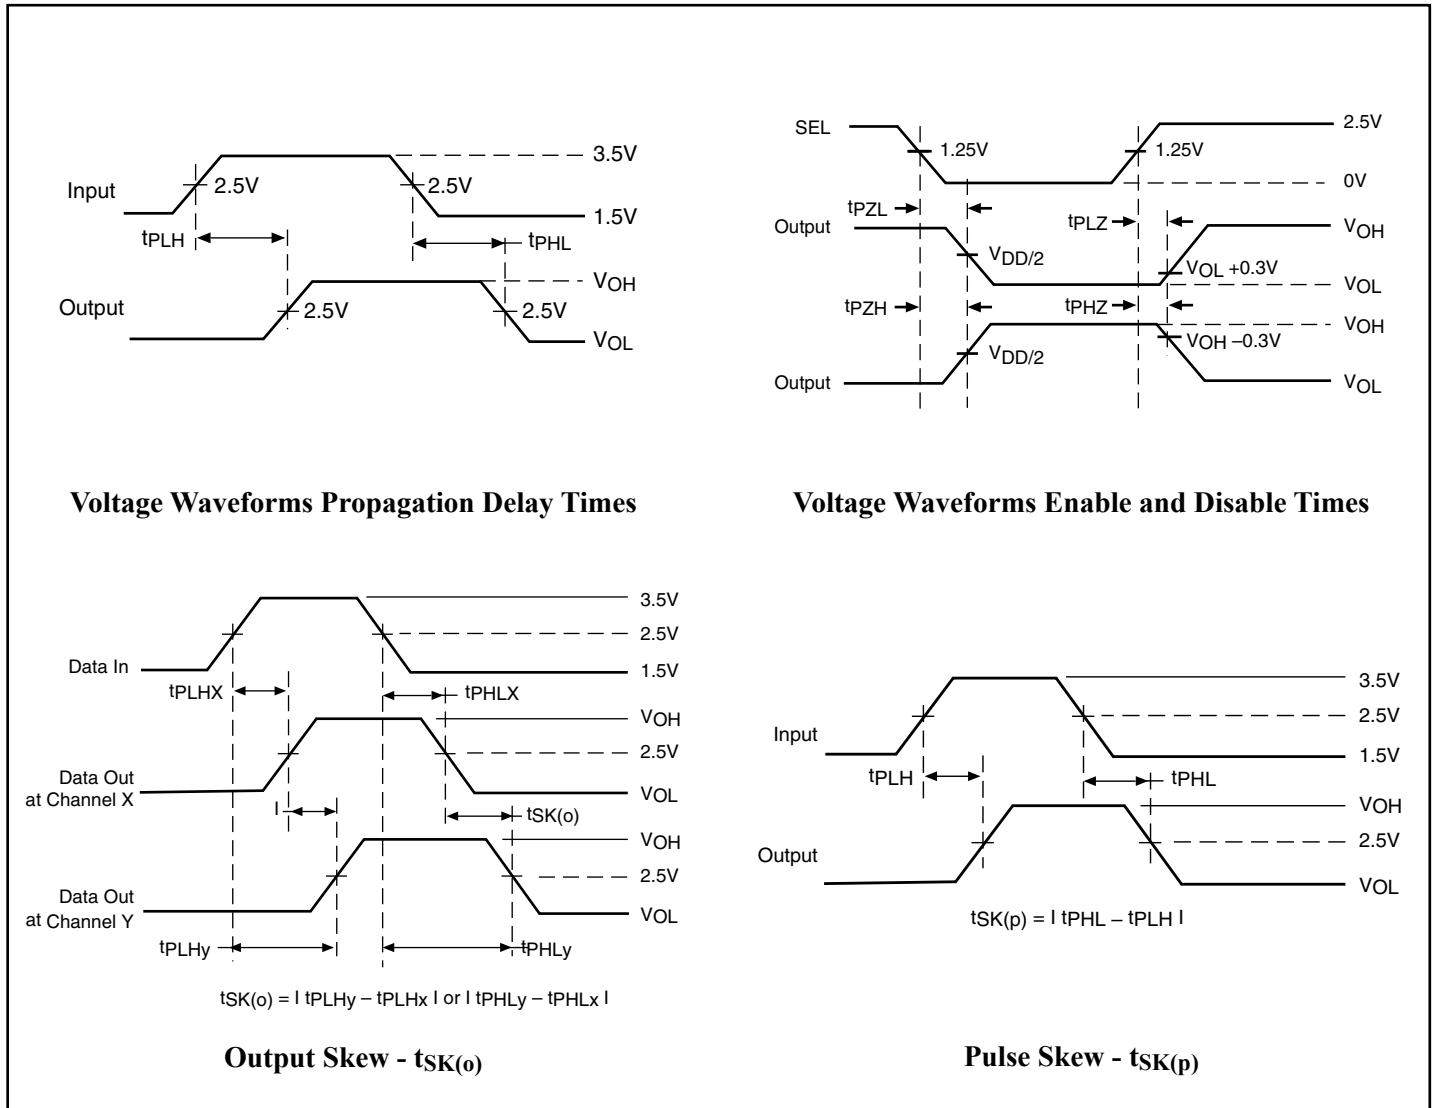 Input
2.5V
2.5V
3.5V
1.5V
tPLH
tPHL
Output
2.5V
2.5V
VOH
VOL
Voltage Waveforms Propagation Delay Times
SEL
1.25V
1.25V
2.5V
0V
tPZL
tPLZ
Output
VDD/2
VOL +0.3V
VOH
VOL
tPZH
tPHZ
VOH
Output
VDD/2
VOH –0.3V
VOL
Voltage Waveforms Enable and Disable Times
3.5V
2.5V
Data In
1.5V
tPLHX
tPHLX
VOH
2.5V
Data Out
at Channel X
VOL
I
tSK(o)
VOH
2.5V
Data Out
at Channel Y
VOL
tPLHy
tPHLy
tSK(o) = I tPLHy – tPLHx I or I tPHLy – tPHLx I
Output Skew - tSK(o)
3.5V
2.5V
Input
1.5V
tPLH
tPHL
VOH
2.5V
Output
VOL
tSK(p) = I tPHL – tPLH I
Pulse Skew - tSK(p)